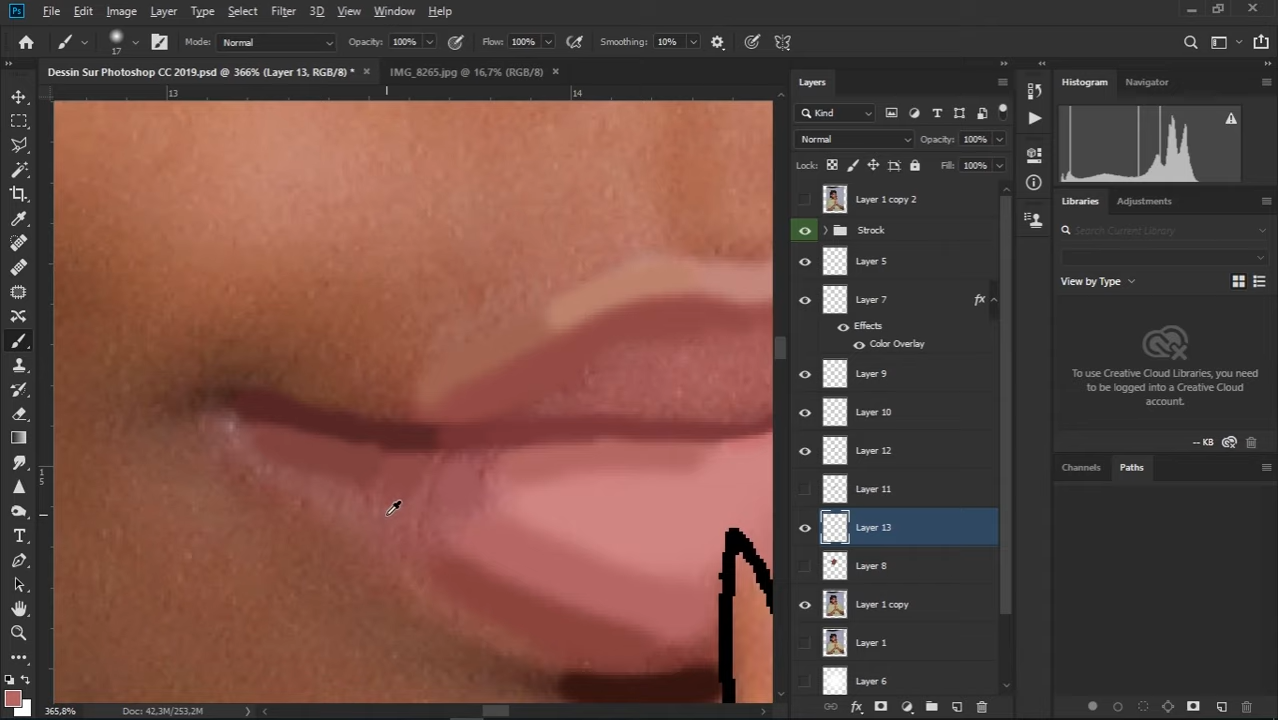 Ps File Edit Image Layer Type Select Filter 3D View Window Help
17 Mode: Normal Opacity: 100% Flow: 100% Smoothing: 10%
Dessin Sur Photoshop CC 2019.psd @ 366% (Layer 13, RGB/8) * × IMG_8265.jpg @ 16,7% (RGB/8) ×
13 14
1
5
365,8% Doc: 42,3M/253,2M
Layers
Kind
Normal Opacity: 100%
Lock: Fill: 100%
Layer 1 copy 2
Strock
Layer 5
Layer 7 fx
Effects
Color Overlay
Layer 9
Layer 10
Layer 12
Layer 11
Layer 13
Layer 8
Layer 1 copy
Layer 1
Layer 6
fx
Histogram Navigator
Libraries Adjustments
Search Current Library
View by Type
To use Creative Cloud Libraries, you need
to be logged into a Creative Cloud
account.
-- KB
Channels Paths